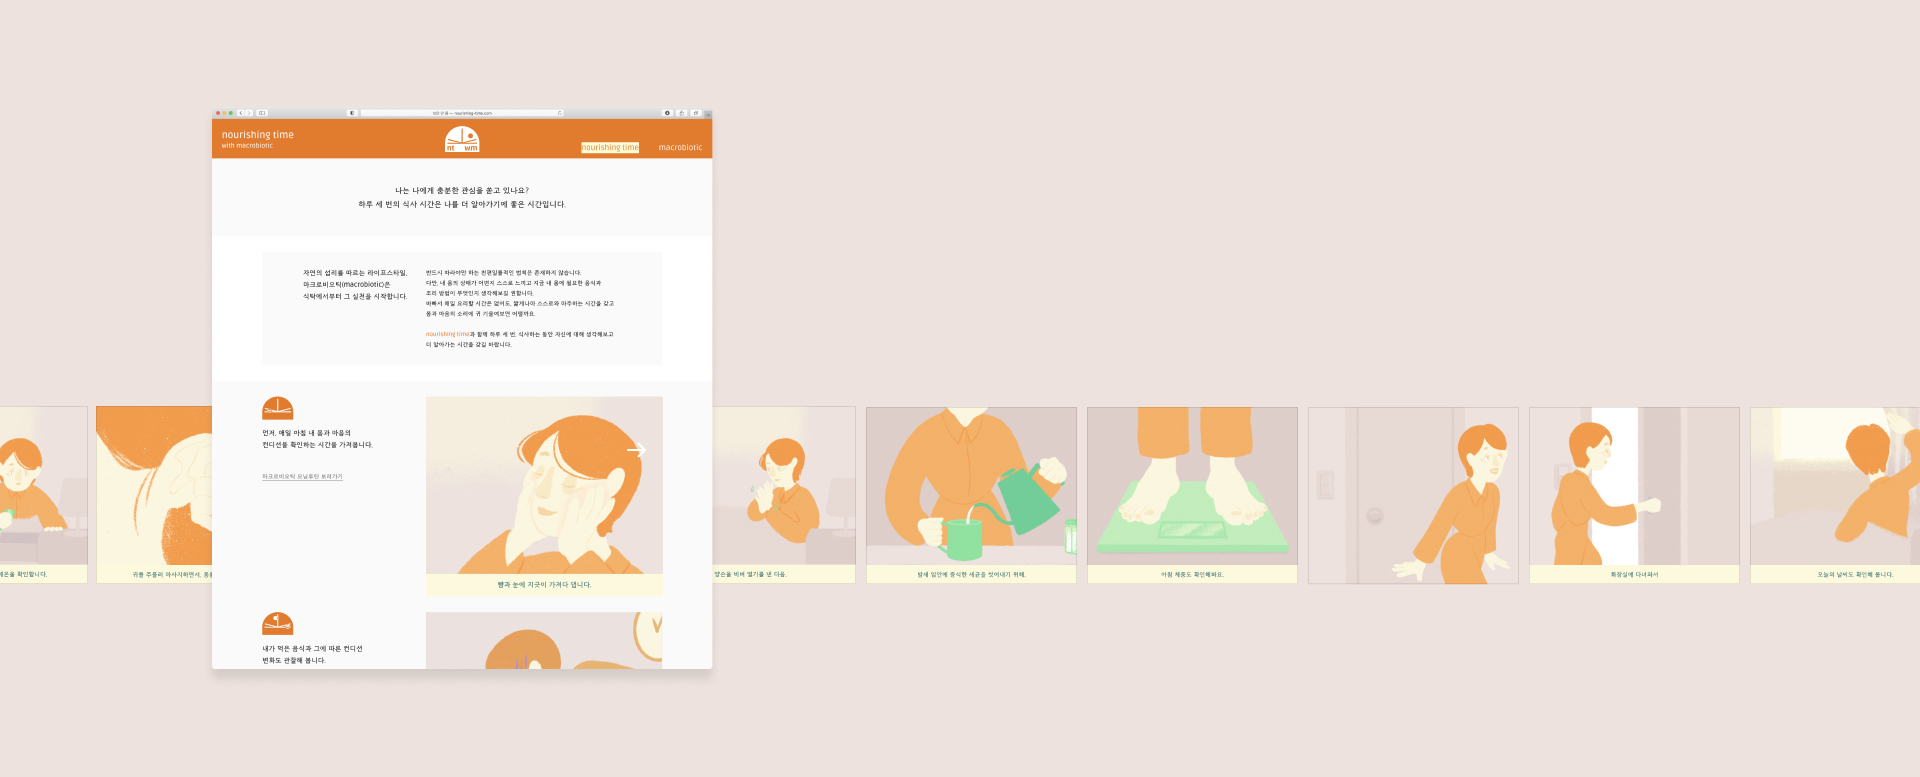 nourishing-time.com
nourishing time
with macrobiotic
nt wm
nourishing time
macrobiotic
나는 나에게 충분한 관심을 쏟고 있나요?
하루 세 번의 식사 시간은 나를 더 알아가기에 좋은 시간입니다.
자연의 섭리를 따르는 라이프스타일,
마크로비오틱(macrobiotic)은
식탁에서부터 그 실천을 시작합니다.
반드시 따라야만 하는 천편일률적인 법칙은 존재하지 않습니다.
다만, 내 몸의 상태가 어떤지 스스로 느끼고 지금 내 몸에 필요한 음식과
조리 방법이 무엇인지 생각해보길 권합니다.
바빠서 매일 요리할 시간은 없어도, 짧게나마 스스로와 마주하는 시간을 갖고
몸과 마음의 소리에 귀 기울여보면 어떨까요.
nourishing time과 함께 하루 세 번, 식사하는 동안 자신에 대해 생각해보고
더 알아가는 시간을 갖길 바랍니다.
먼저, 매일 아침 내 몸과 마음의
컨디션을 확인하는 시간을 가져봅니다.
마크로비오틱 모닝루틴 보러가기
뺨과 눈에 지긋이 가져다 댑니다.
내가 먹은 음식과 그에 따른 컨디션
변화도 관찰해 봅니다.
체온을 확인합니다.
귀를 주물러 마사지하면서, 몸을
양손을 비벼 열기를 낸 다음,
밤새 입안에 증식한 세균을 씻어내기 위해,
아침 체중도 확인해봐요.
화장실에 다녀와서
오늘의 날씨도 확인해 봅니다.